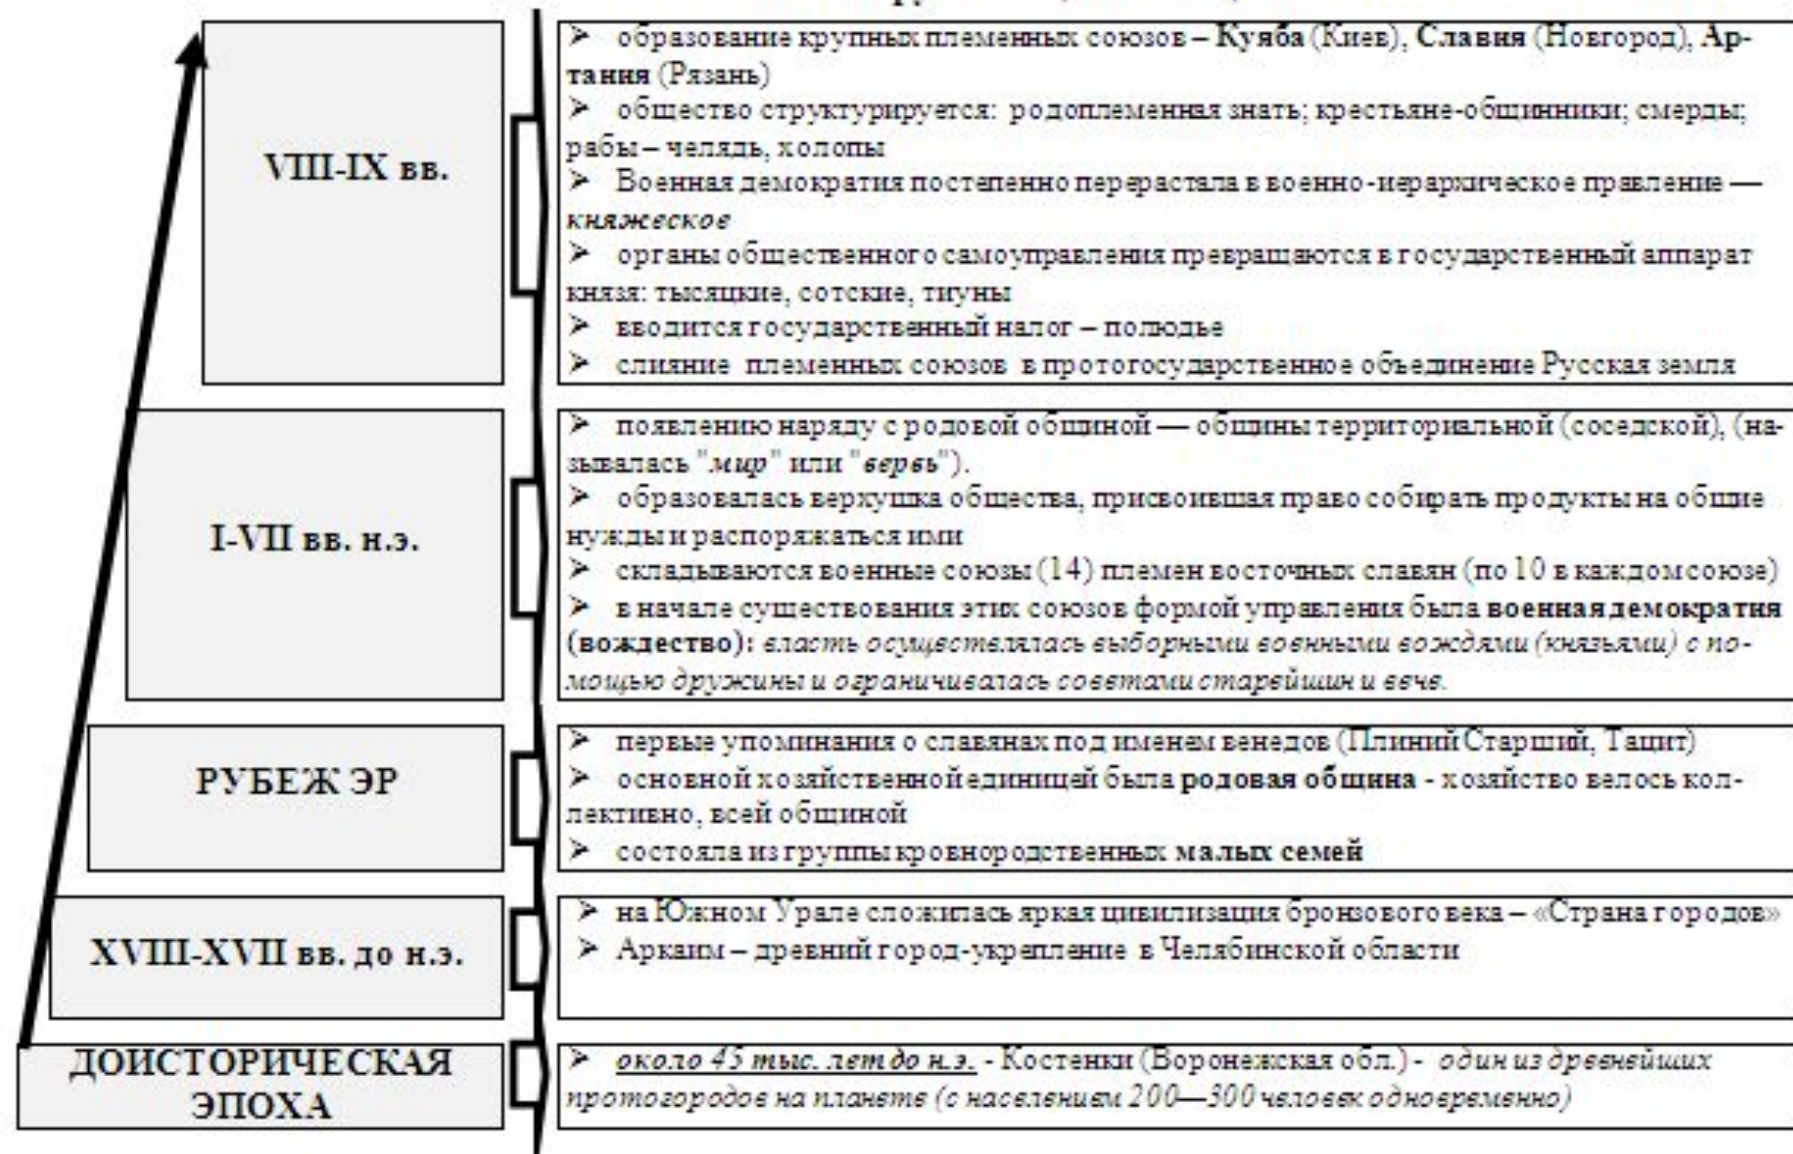 VIII-IX вв.
➢ образование крупных племенных союзов – Куяба (Киев), Славия (Новгород), Ар-
тания (Рязань)
➢ общество структурируется: родоплеменная знать; крестьяне-общинники; смерды;
рабы – челядь, холопы
➢ Военная демократия постепенно перерастала в военно-иерархическое правление —
княжеское
➢ органы общественного самоуправления превращаются в государственный аппарат
князя: тысяцкие, сотские, тиуны
➢ вводится государственный налог – полюдье
➢ слияние племенных союзов в протогосударственное объединение Русская земля
I-VII вв. н.э.
➢ появлению наряду с родовой общиной — общины территориальной (соседской), (на-
зывалась "мир" или "вервь").
➢ образовалась верхушка общества, присвоившая право собирать продукты на общие
нужды и распоряжаться ими
➢ складываются военные союзы (14) племен восточных славян (по 10 в каждом союзе)
➢ в начале существования этих союзов формой управления была военная демократия
(вождество): власть осуществлялась выборными военными вождями (князьями) с по-
мощью дружины и ограничивалась советами старейшин и вече.
РУБЕЖ ЭР
➢ первые упоминания о славянах под именем венедов (Плиний Старший, Тацит)
➢ основной хозяйственной единицей была родовая община - хозяйство велось кол-
лективно, всей общиной
➢ состояла из группы кровнородственных малых семей
XVIII-XVII вв. до н.э.
➢ на Южном Урале сложилась яркая цивилизация бронзового века – «Страна городов»
➢ Аркаим – древний город-укрепление в Челябинской области
ДОИСТОРИЧЕСКАЯ
ЭПОХА
➢ около 45 тыс. лет до н.э. - Костенки (Воронежская обл.) - один из древнейших
протогородов на планете (с населением 200—300 человек одновременно)